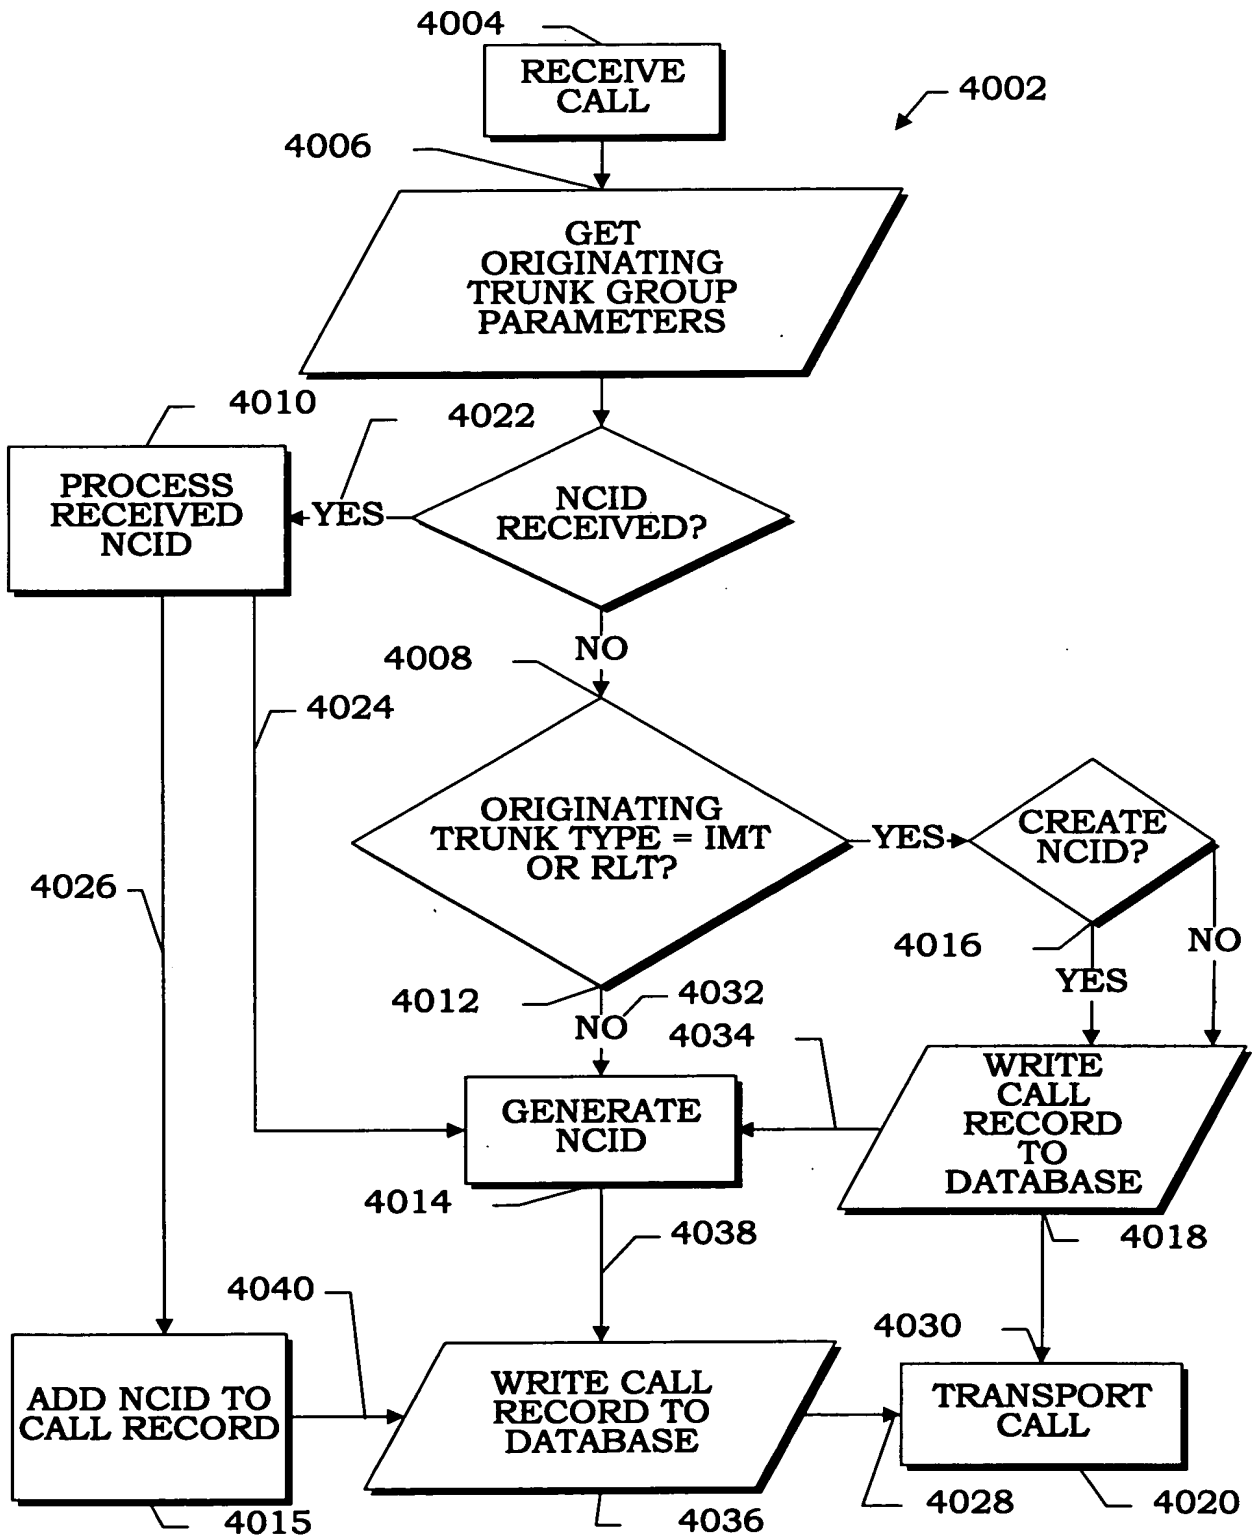 4004
RECEIVE
CALL
4002
4006
GET
ORIGINATING
TRUNK GROUP
PARAMETERS
4010
4022
PROCESS
RECEIVED
NCID
YES
NCID
RECEIVED?
NO
4008
4024
ORIGINATING
TRUNK TYPE = IMT
OR RLT?
YES
CREATE
NCID?
4026
4016
NO
YES
4012
4032
NO
4034
GENERATE
NCID
WRITE
CALL
RECORD
TO
DATABASE
4014
4038
4018
4040
4030
ADD NCID TO
CALL RECORD
WRITE CALL
RECORD TO
DATABASE
TRANSPORT
CALL
4015
4036
4028
4020